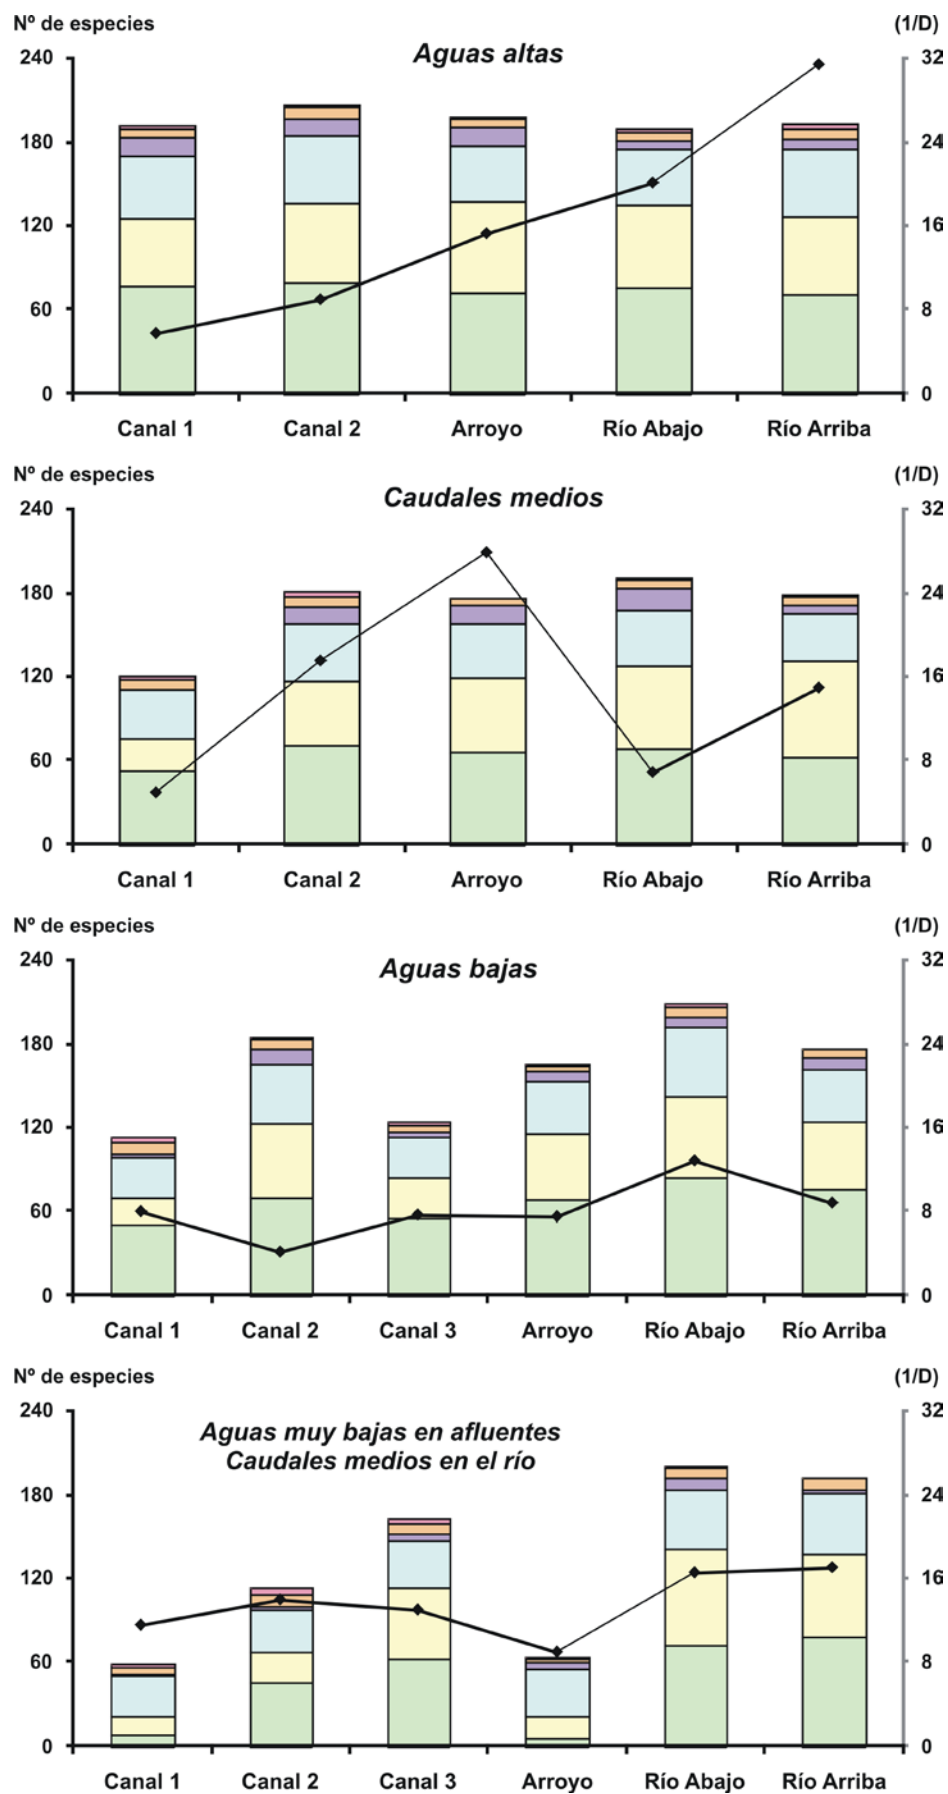 Nº de especies (1/D)
Aguas altas
240 32
180 24
120 16
60 8
0 0
Canal 1 Canal 2 Arroyo Río Abajo Río Arriba
Nº de especies (1/D)
Caudales medios
240 32
180 24
120 16
60 8
0 0
Canal 1 Canal 2 Arroyo Río Abajo Río Arriba
Nº de especies (1/D)
Aguas bajas
240 32
180 24
120 16
60 8
0 0
Canal 1 Canal 2 Canal 3 Arroyo Río Abajo Río Arriba
Nº de especies (1/D)
240 32
Aguas muy bajas en afluentes
Caudales medios en el río
180 24
120 16
60 8
0 0
Canal 1 Canal 2 Canal 3 Arroyo Río Abajo Río Arriba